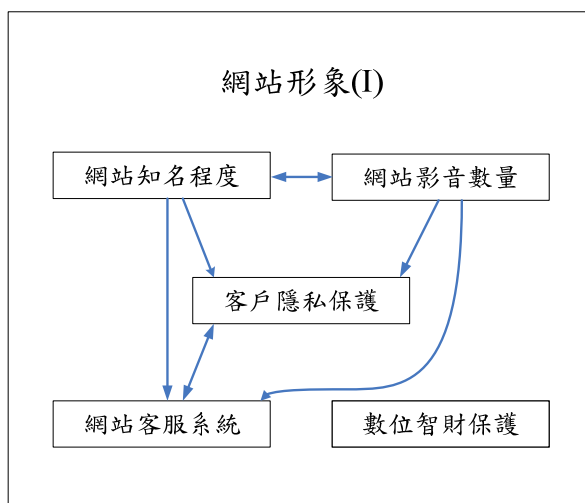 網站形象(I)
網站知名程度
網站影音數量
客戶隱私保護
網站客服系統
數位智財保護